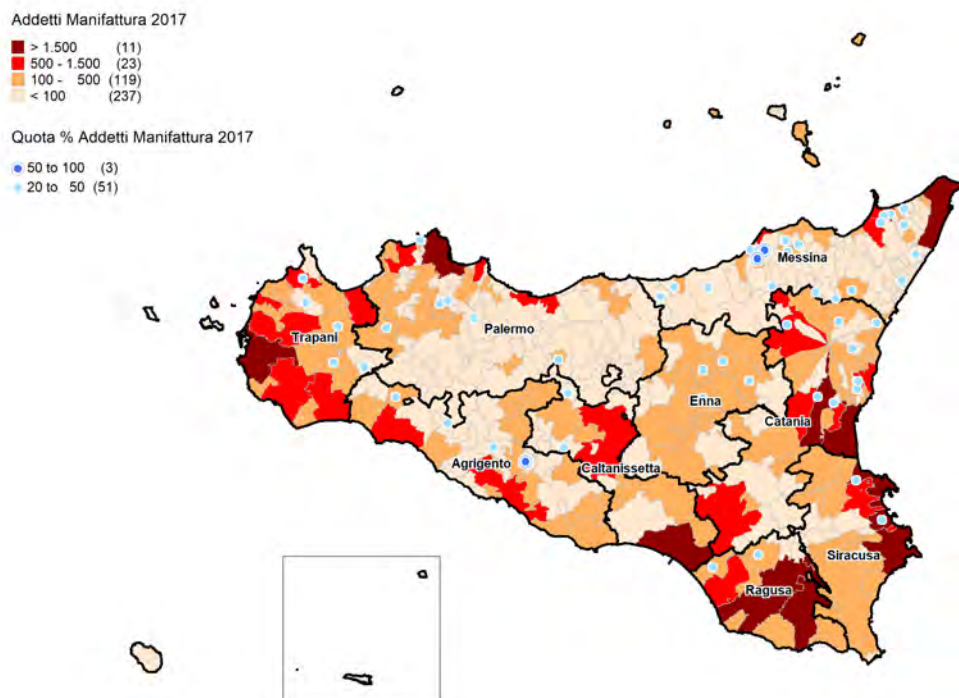 Addetti Manifattura 2017
> 1.500 (11)
500 - 1.500 (23)
100 - 500 (119)
< 100 (237)
Quota % Addetti Manifattura 2017
50 to 100 (3)
20 to 50 (51)
Messina
Palermo
Trapani
Enna
Catania
Agrigento
Caltanissetta
Siracusa
Ragusa